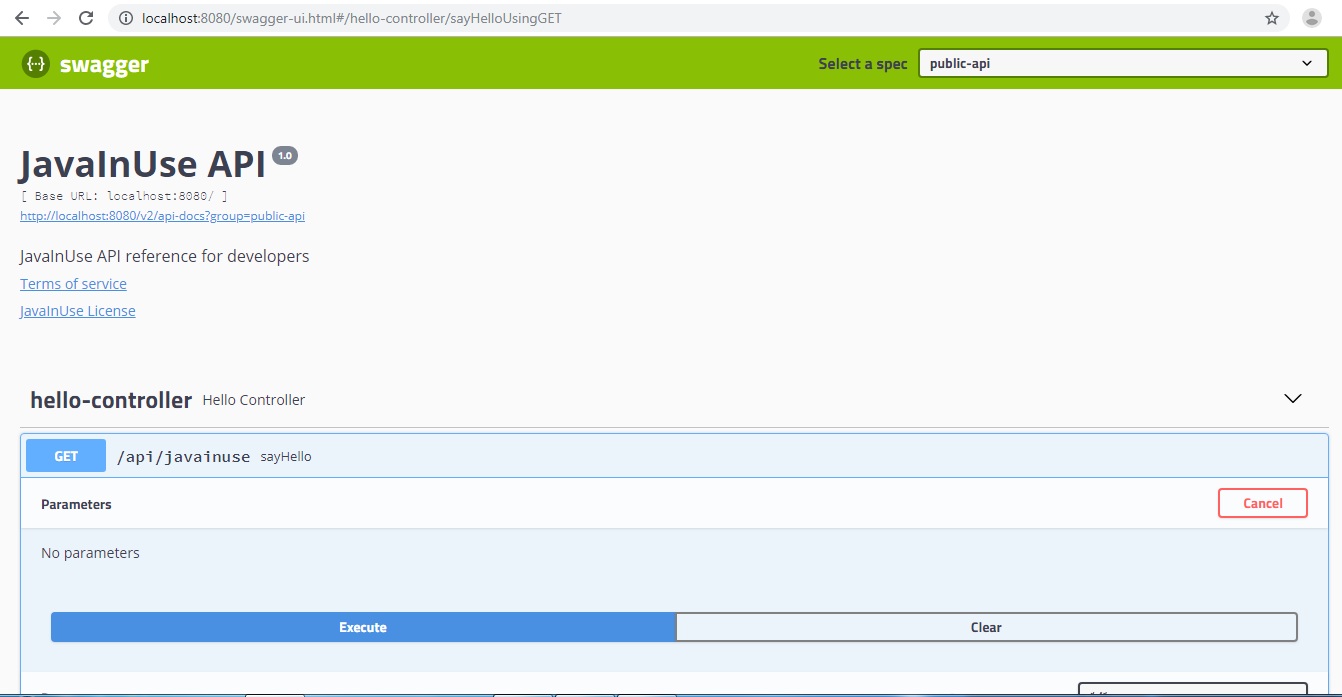 localhost:8080/swagger-ui.html#/hello-controller/sayHelloUsingGET
{··} swagger Select a spec public-api
JavaInUse API 1.0
[ Base URL: localhost:8080/ ]
http://localhost:8080/v2/api-docs?group=public-api
JavaInUse API reference for developers
Terms of service
JavaInUse License
hello-controller Hello Controller
GET /api/javainuse sayHello
Parameters Cancel
No parameters
Execute Clear